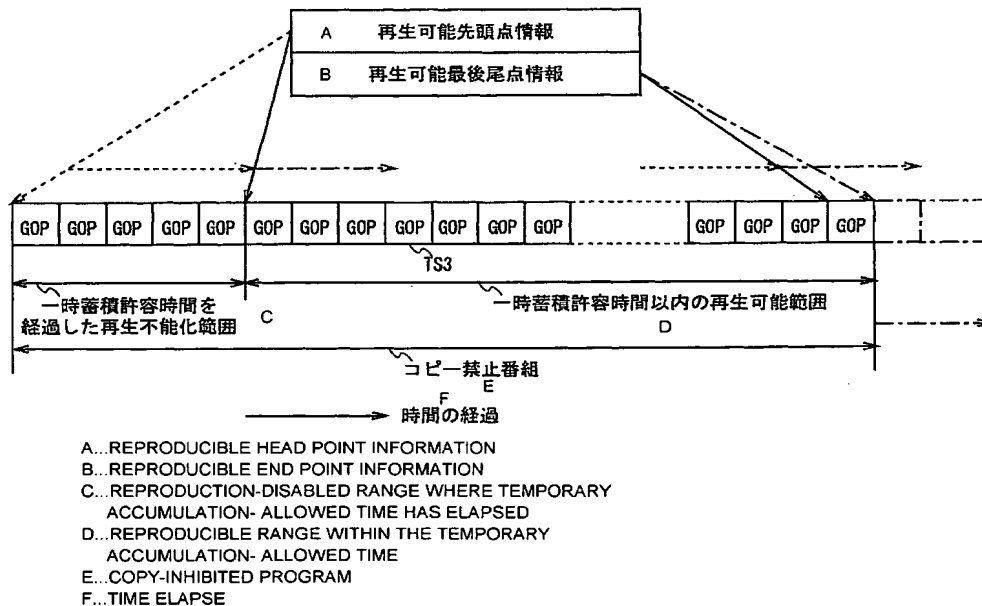 A 再生可能先頭点情報
B 再生可能最後尾点情報
GOP GOP GOP GOP GOP GOP GOP GOP GOP GOP GOP GOP GOP GOP GOP GOP
TS3
一時蓄積許容時間を
経過した再生不能化範囲
C
一時蓄積許容時間以内の再生可能範囲
D
コピー禁止番組
E
F
時間の経過
A...REPRODUCIBLE HEAD POINT INFORMATION
B...REPRODUCIBLE END POINT INFORMATION
C...REPRODUCTION-DISABLED RANGE WHERE TEMPORARY
ACCUMULATION- ALLOWED TIME HAS ELAPSED
D...REPRODUCIBLE RANGE WITHIN THE TEMPORARY
ACCUMULATION- ALLOWED TIME
E...COPY-INHIBITED PROGRAM
F...TIME ELAPSE